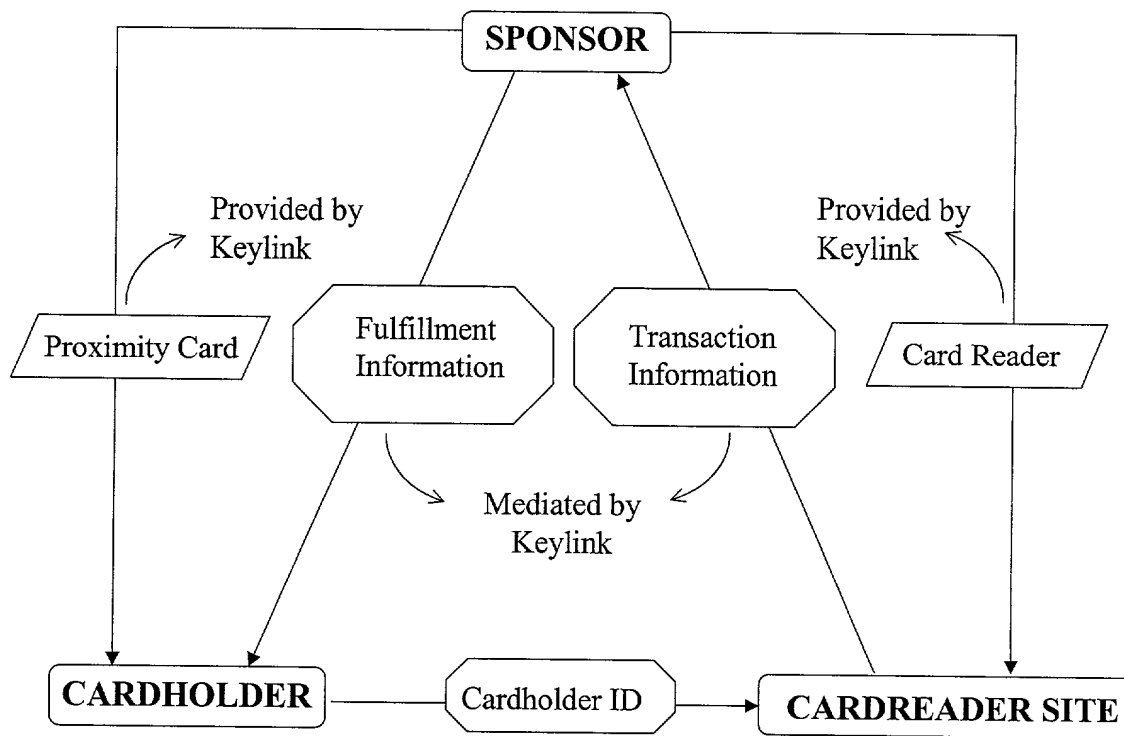 SPONSOR
Provided by
Keylink
Provided by
Keylink
Proximity Card
Fulfillment
Information
Transaction
Information
Card Reader
Mediated by
Keylink
CARDHOLDER
Cardholder ID
CARDREADER SITE